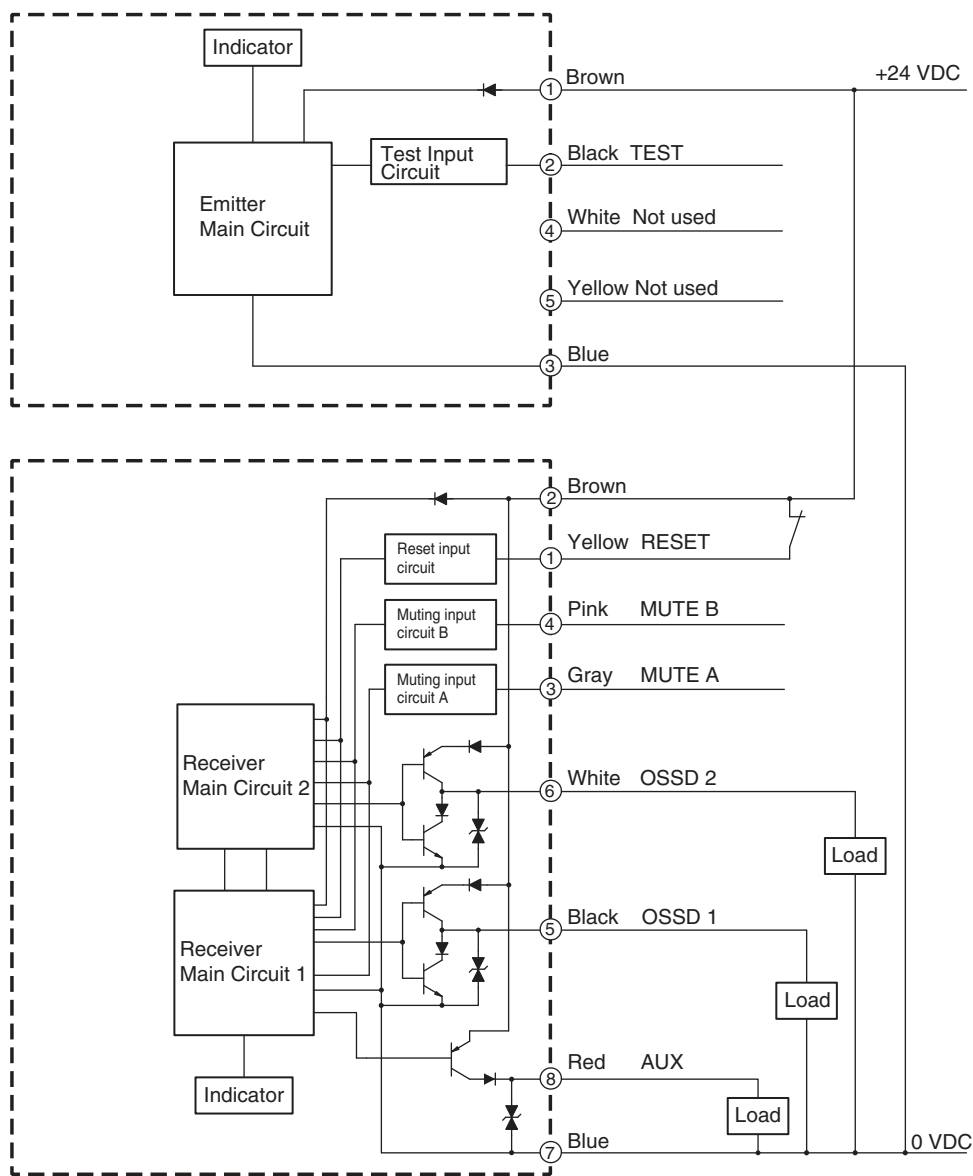 Indicator
1 Brown
+24 VDC
Test Input
Circuit
2 Black TEST
Emitter
Main Circuit
4 White Not used
5 Yellow Not used
3 Blue
2 Brown
Reset input
circuit
1 Yellow RESET
Muting input
circuit B
4 Pink MUTE B
Muting input
circuit A
3 Gray MUTE A
Receiver
Main Circuit 2
6 White OSSD 2
Load
Receiver
Main Circuit 1
5 Black OSSD 1
Load
Indicator
8 Red AUX
Load
7 Blue
0 VDC